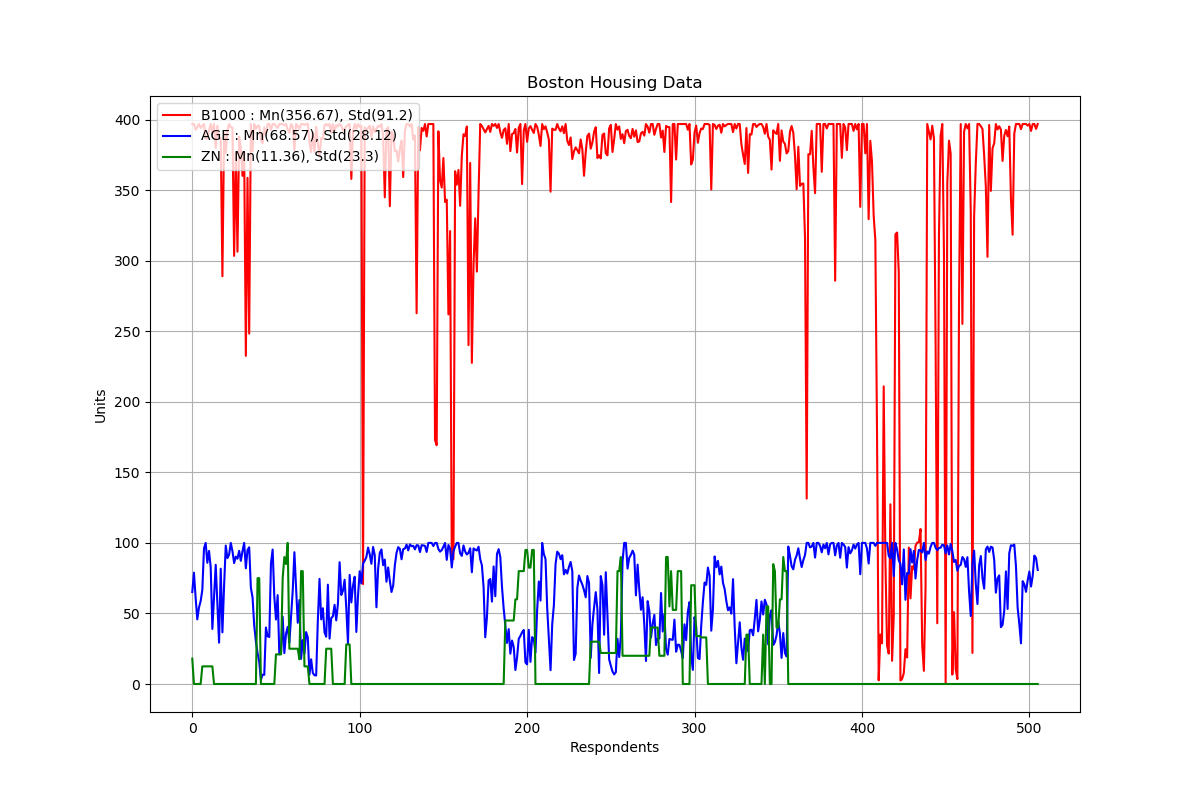 Boston Housing Data
B1000 : Mn(356.67), Std(91.2)
AGE : Mn(68.57), Std(28.12)
ZN : Mn(11.36), Std(23.3)
400
350
300
250
200
150
100
50
0
Units
0 100 200 300 400 500
Respondents